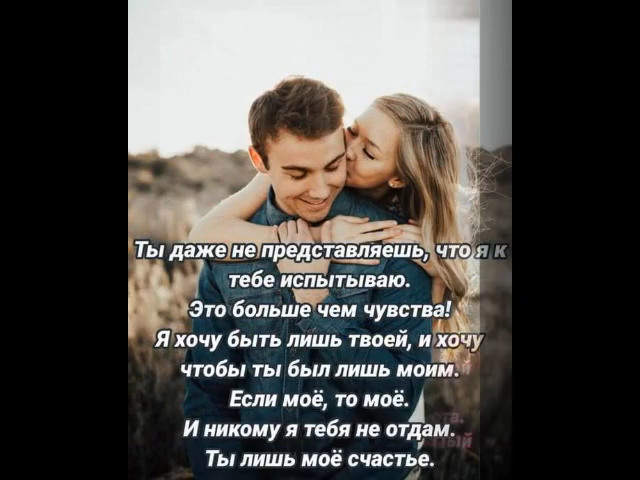 Ты даже не представляешь, что я к
тебе испытываю.
Это больше чем чувства!
Я хочу быть лишь твоей, и хочу
чтобы ты был лишь моим.
Если моё, то моё.
И никому я тебя не отдам.
Ты лишь моё счастье.